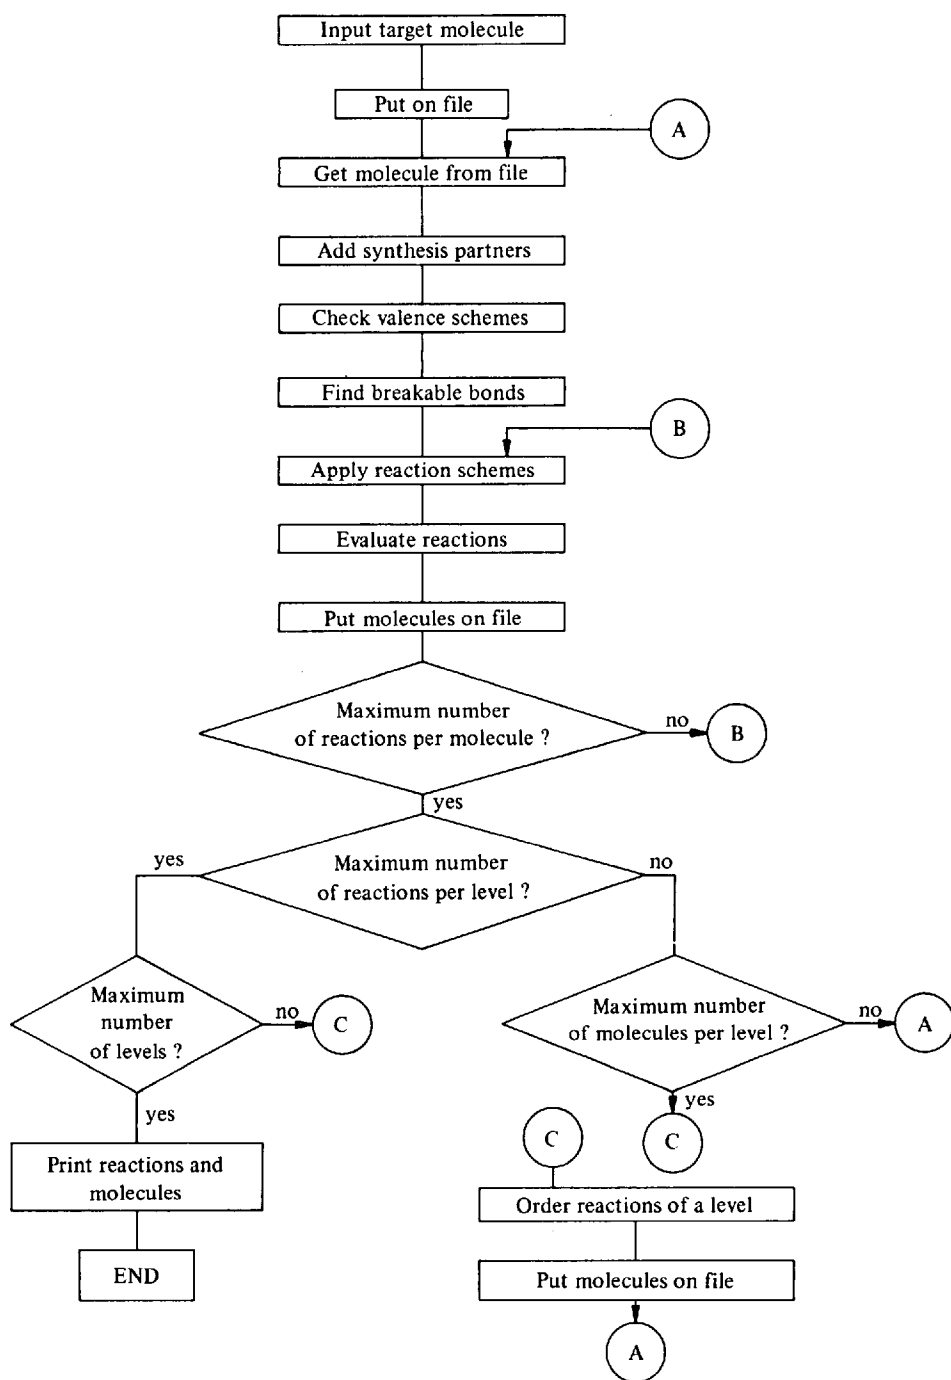 Input target molecule
Put on file
A
Get molecule from file
Add synthesis partners
Check valence schemes
Find breakable bonds
B
Apply reaction schemes
Evaluate reactions
Put molecules on file
Maximum number
of reactions per molecule ?
no
B
yes
Maximum number
of reactions per level ?
yes
no
Maximum
number
of levels ?
no
C
Maximum number
of molecules per level ?
no
A
yes
yes
C
C
Print reactions and
molecules
Order reactions of a level
END
Put molecules on file
A